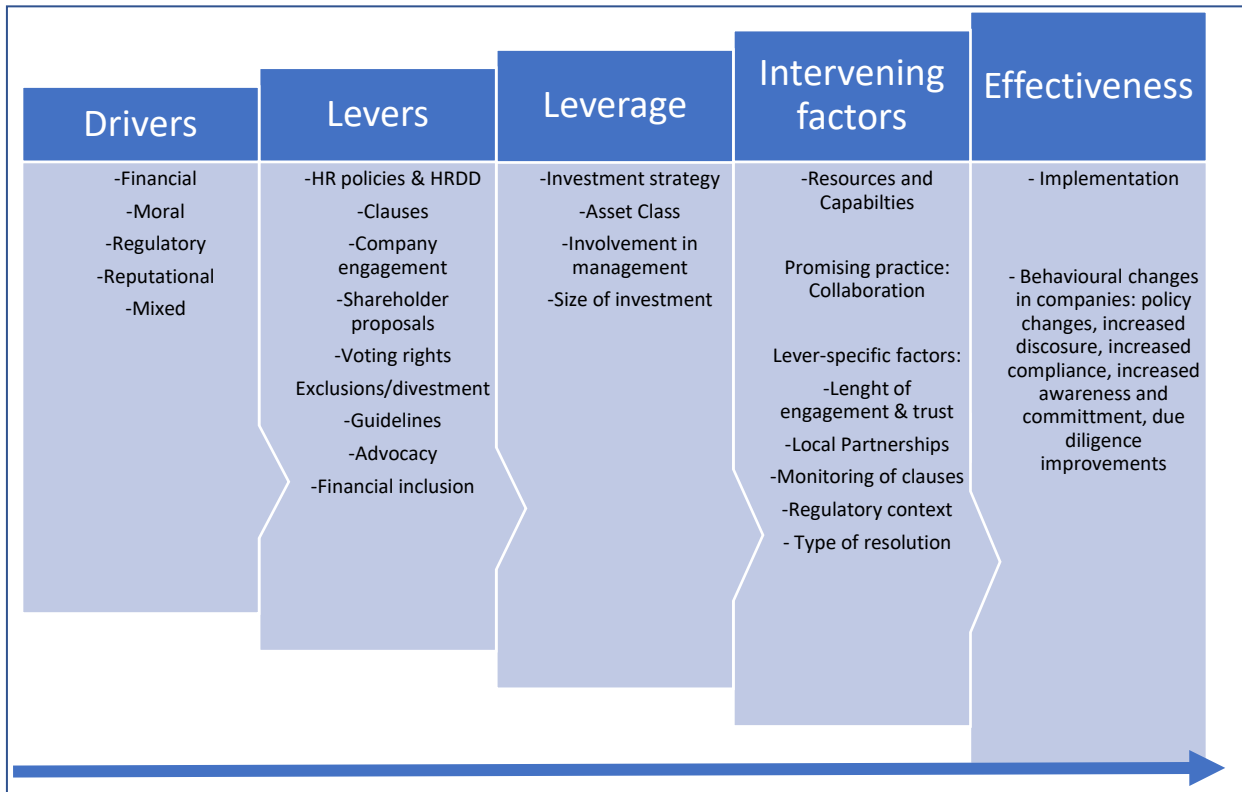 Drivers
-Financial
-Moral
-Regulatory
-Reputational
-Mixed
Levers
-HR policies & HRDD
-Clauses
-Company
engagement
-Shareholder
proposals
-Voting rights
Exclusions/divestment
-Guidelines
-Advocacy
-Financial inclusion
Leverage
-Investment strategy
-Asset Class
-Involvement in
management
-Size of investment
Intervening
factors
-Resources and
Capabilties
Promising practice:
Collaboration
Lever-specific factors:
-Lenght of
engagement & trust
-Local Partnerships
-Monitoring of clauses
-Regulatory context
- Type of resolution
Effectiveness
- Implementation
- Behavioural changes
in companies: policy
changes, increased
discosure, increased
compliance, increased
awareness and
committment, due
diligence
improvements